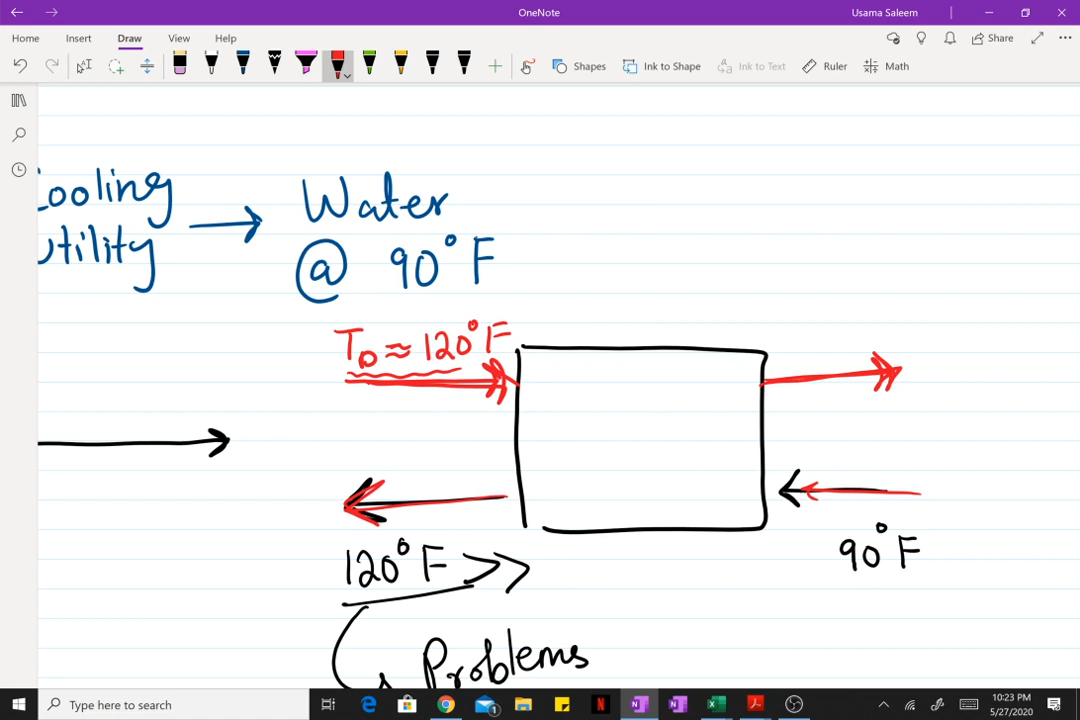 OneNote
Usama Saleem
Home Insert Draw View Help
Share
Shapes Ink to Shape Ink to Text Ruler Math
ooling → Water
tility @ 90°F
T₀ ≈ 120°F
120°F >>
90°F
Problems
Type here to search
1
10:23 PM
5/27/2020